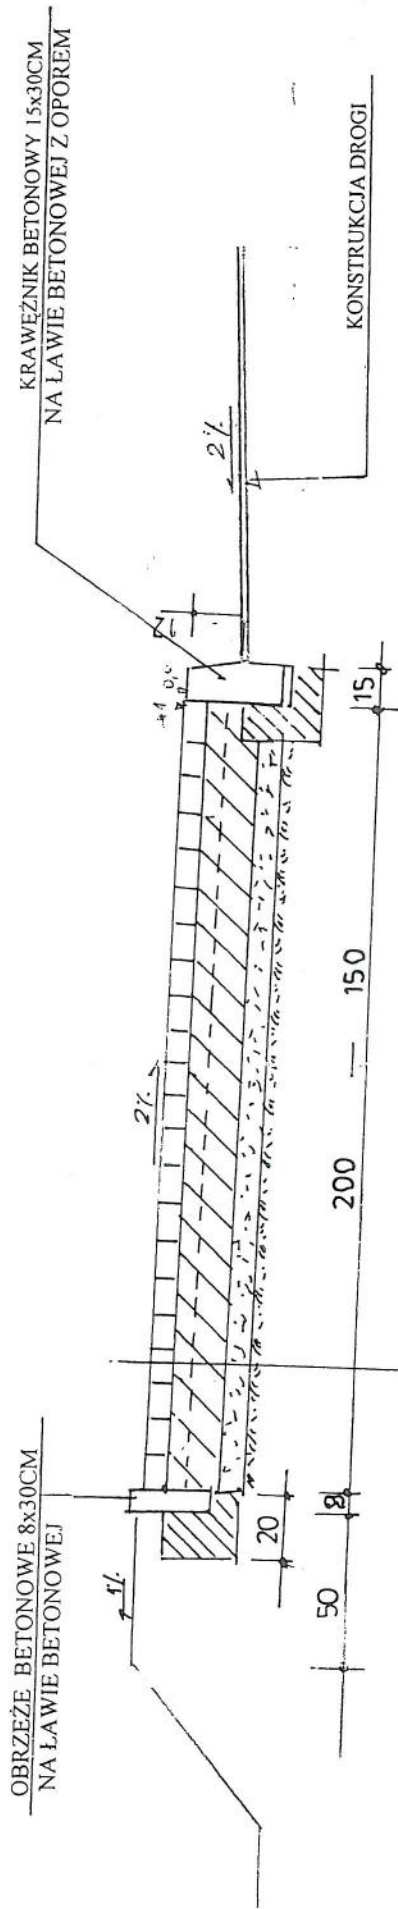 OBRZEŻE BETONOWE 8x30CM
NA ŁAWIE BETONOWEJ
KRAWĘŻNIK BETONOWY 15x30CM
NA ŁAWIE BETONOWEJ Z OPOREM
1%
2%
12
2%
KONSTRUKCJA DROGI
20
50
8
200 — 150
15